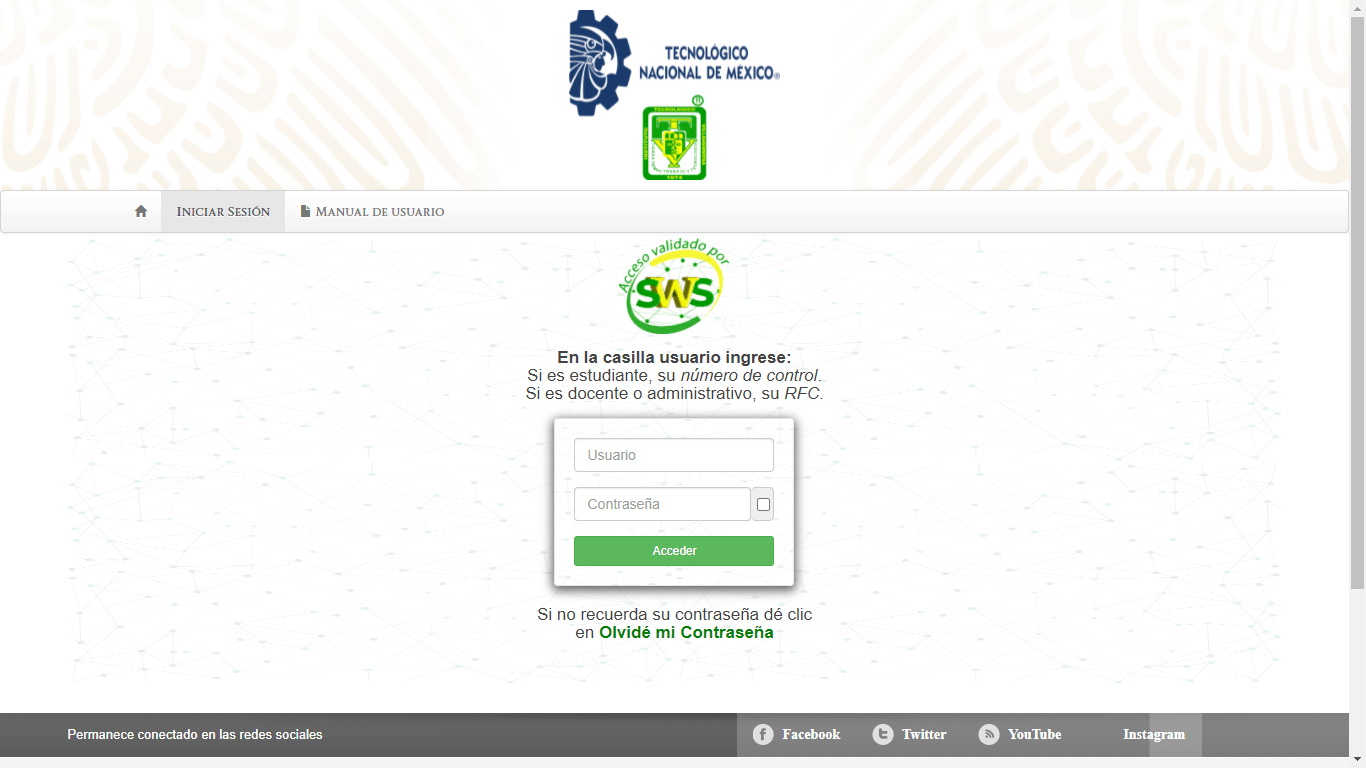 TECNOLÓGICO
NACIONAL DE MÉXICO®
Iniciar Sesión
Manual de usuario
Acceso validado por
SWS
En la casilla usuario ingrese:
Si es estudiante, su número de control.
Si es docente o administrativo, su RFC.
Usuario
Contraseña
Acceder
Si no recuerda su contraseña dé clic
en Olvidé mi Contraseña
Permanece conectado en las redes sociales
Facebook
Twitter
YouTube
Instagram